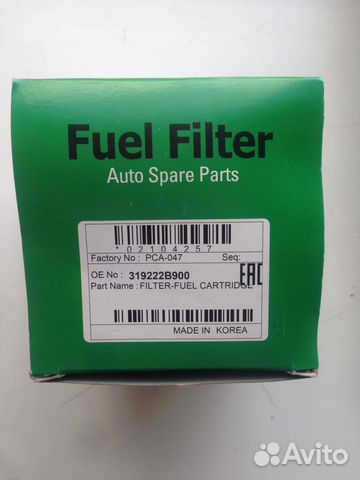 Fuel Filter
Auto Spare Parts
*02104257
Factory No : PCA-047 Seq:
OE No : 319222B900
EAC
Part Name : FILTER-FUEL CARTRIDGE
MADE IN KOREA
Avito